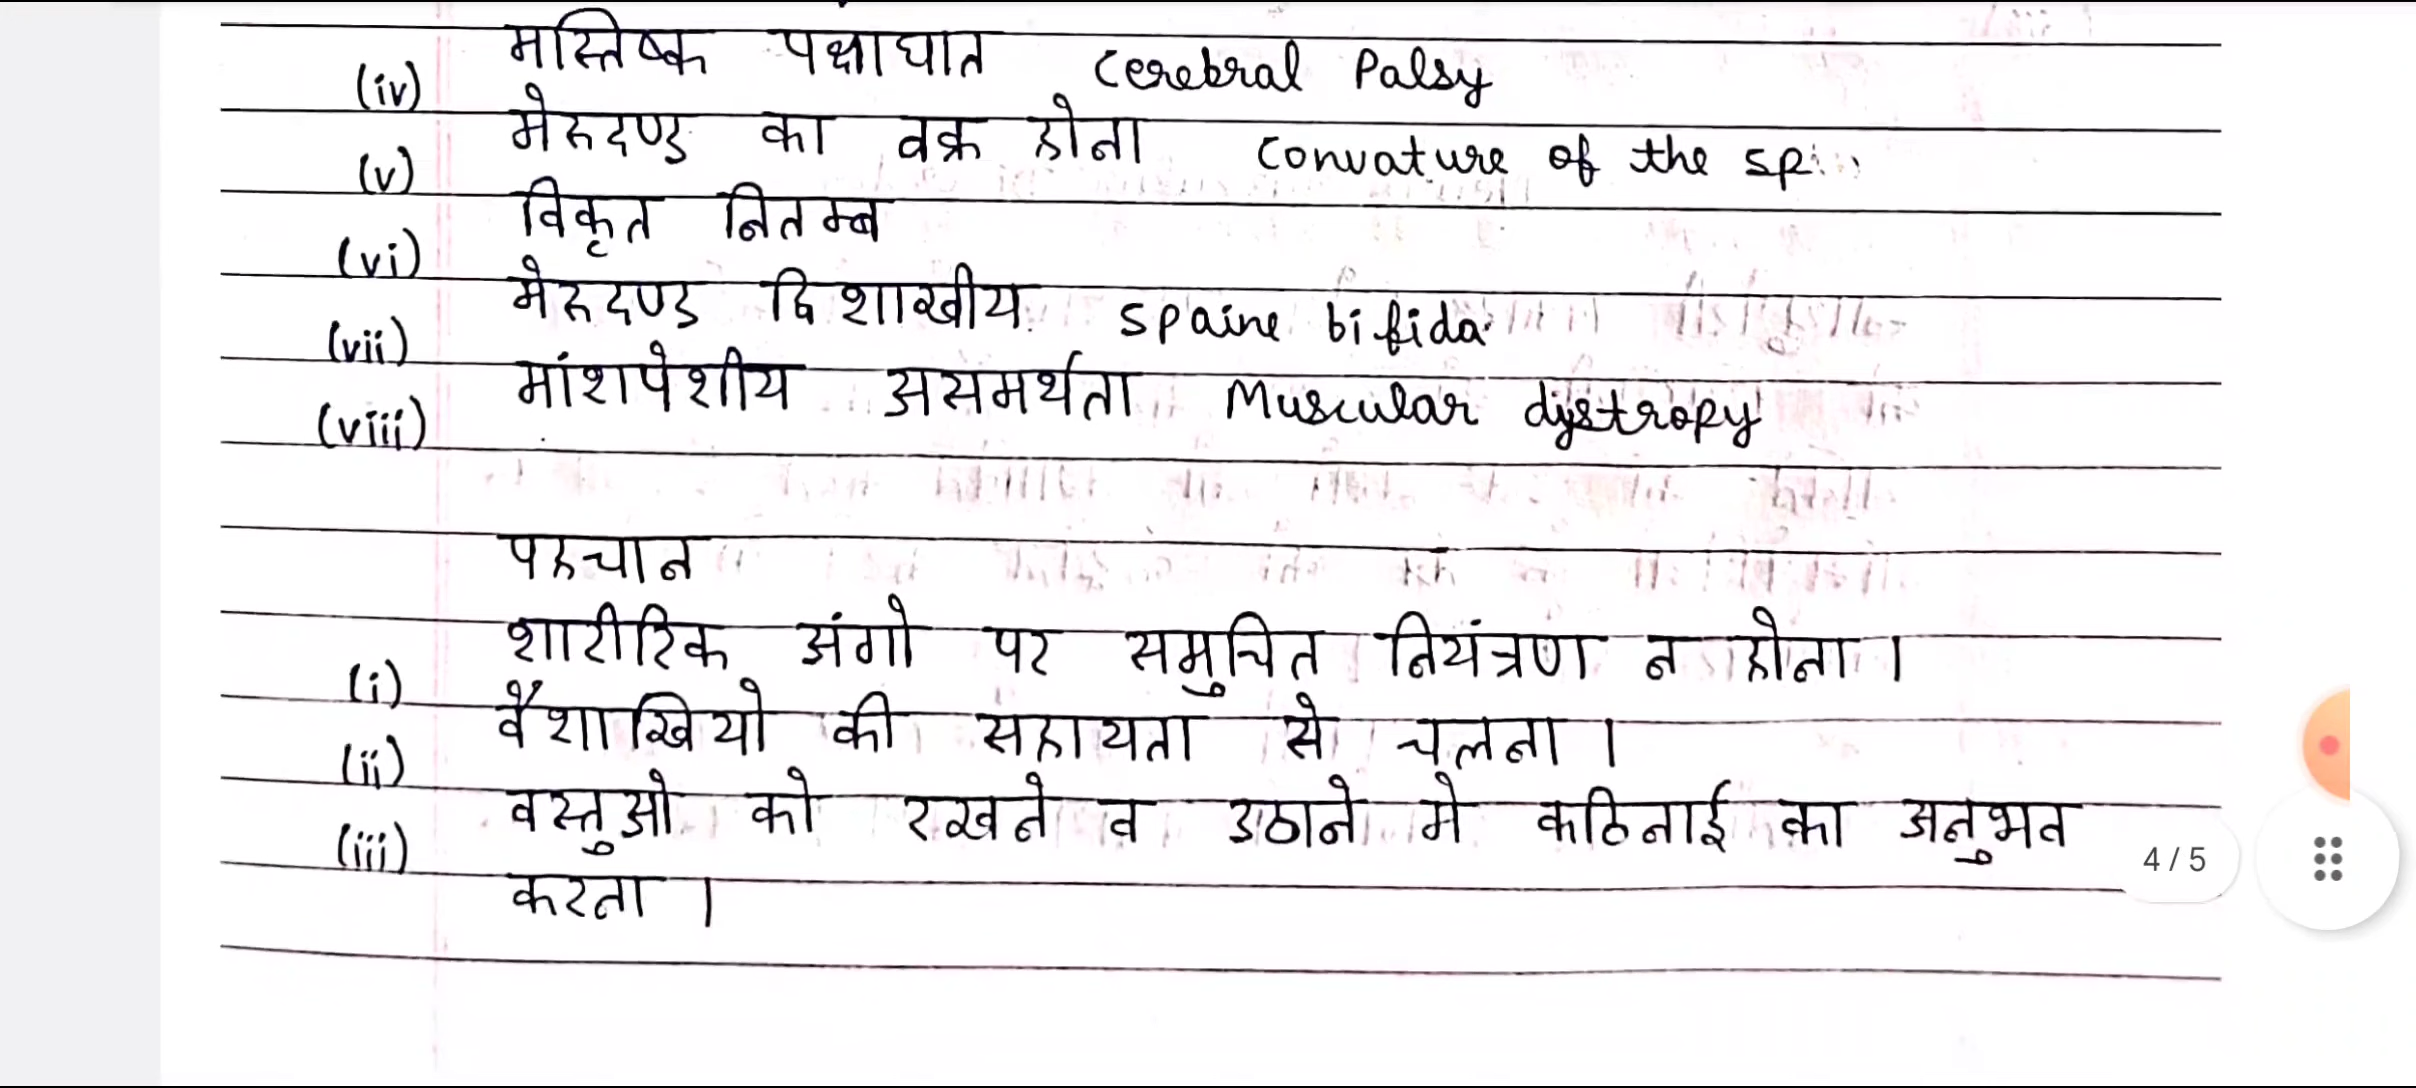 (iv) मस्तिष्क पक्षाघात Cerebral Palsy
(v) मेरुदण्ड का वक्र होना Convature of the
(vi) विकृत नितम्ब
(vii) मेरुदण्ड द्विशाखीय Spaine bifida
(viii) मांशपेशीय असमर्थता Muscular dystropy
पहचान
(i) शारीरिक अंगो पर समुचित नियंत्रण न होना।
(ii) वैशाखियो की सहायता से चलना।
(iii) वस्तुओ को रखने व उठाने मे कठिनाई का अनुभव
करता।
4 / 5